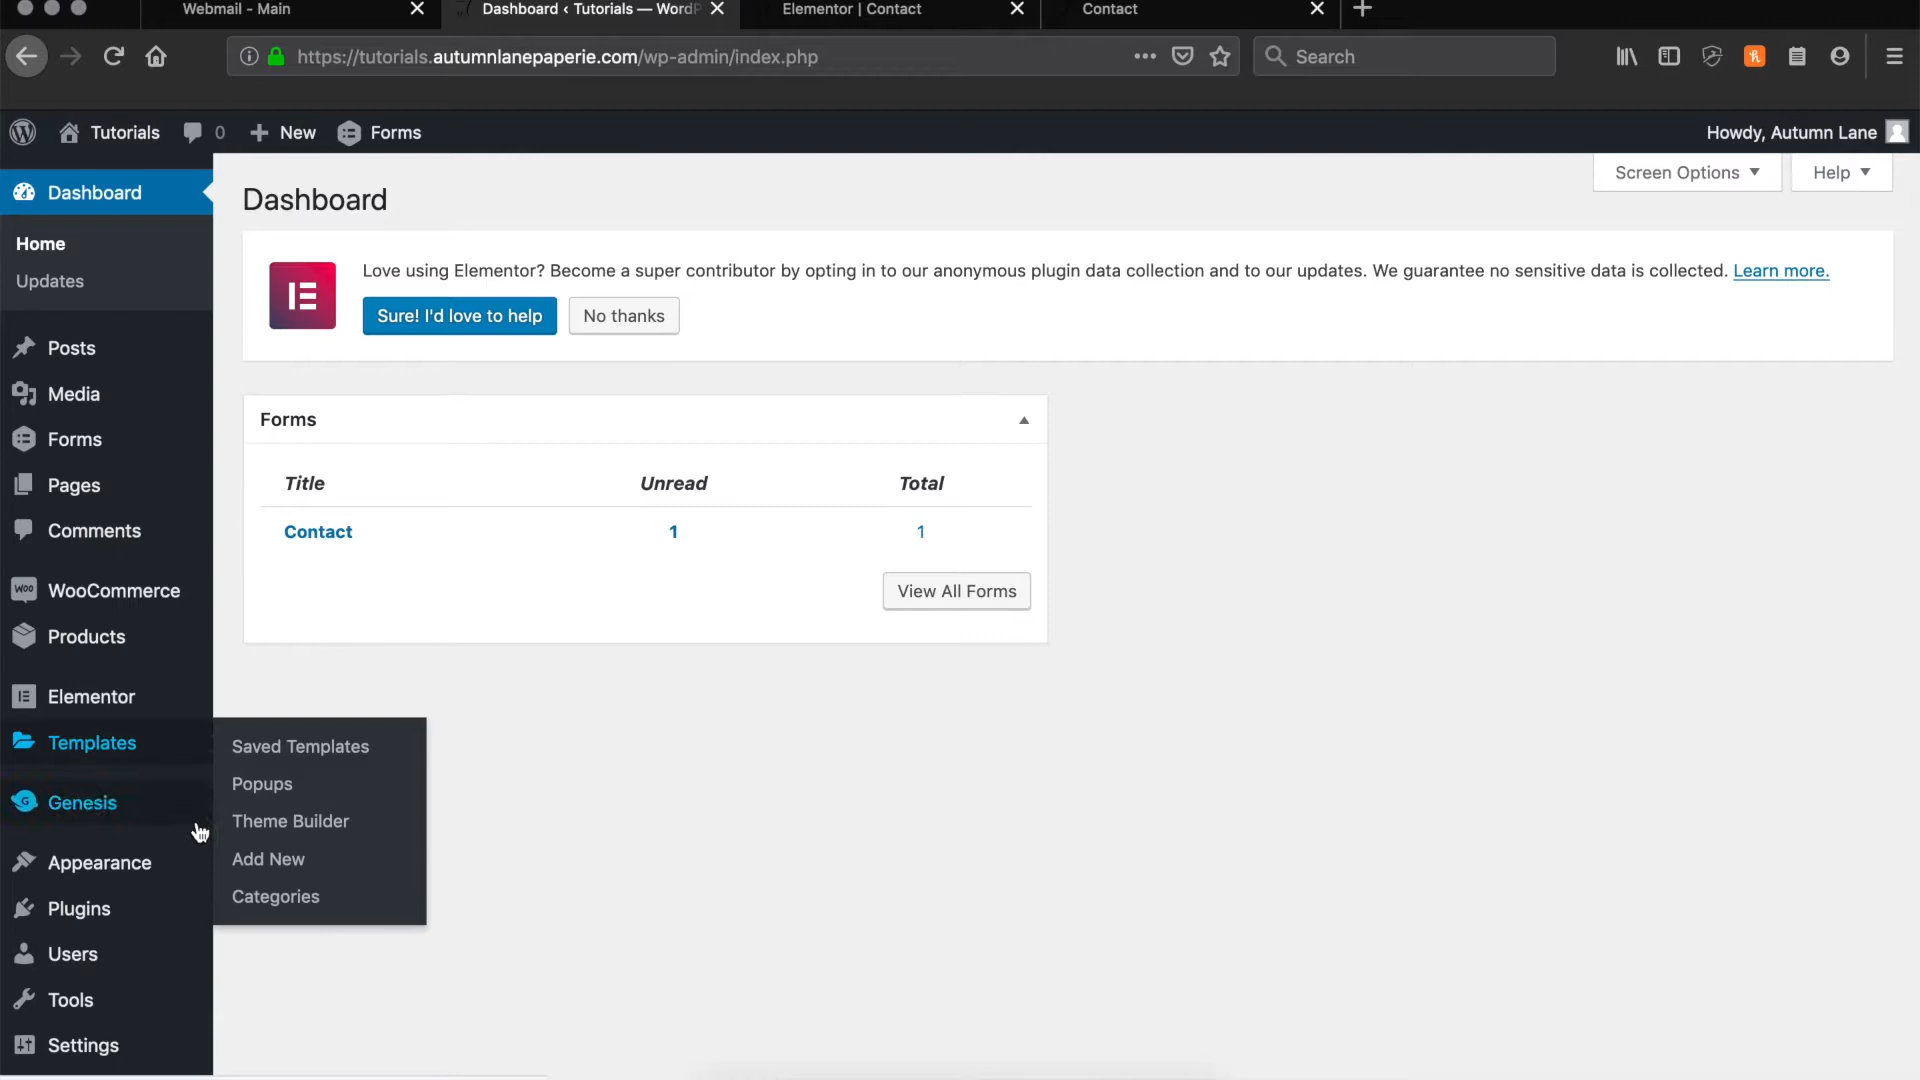 Webmail - Main
Dashboard ‹ Tutorials — WordP
Elementor | Contact
Contact
https://tutorials.autumnlanepaperie.com/wp-admin/index.php
Search
Tutorials
0
New
Forms
Howdy, Autumn Lane
Dashboard
Home
Updates
Posts
Media
Forms
Pages
Comments
WOO
WooCommerce
Products
Elementor
Templates
G
Genesis
Appearance
Plugins
Users
Tools
Settings
Saved Templates
Popups
Theme Builder
Add New
Categories
Screen Options
Help
Dashboard
Love using Elementor? Become a super contributor by opting in to our anonymous plugin data collection and to our updates. We guarantee no sensitive data is collected. Learn more.
Sure! I'd love to help
No thanks
Forms
Title Unread Total
Contact 1 1
View All Forms